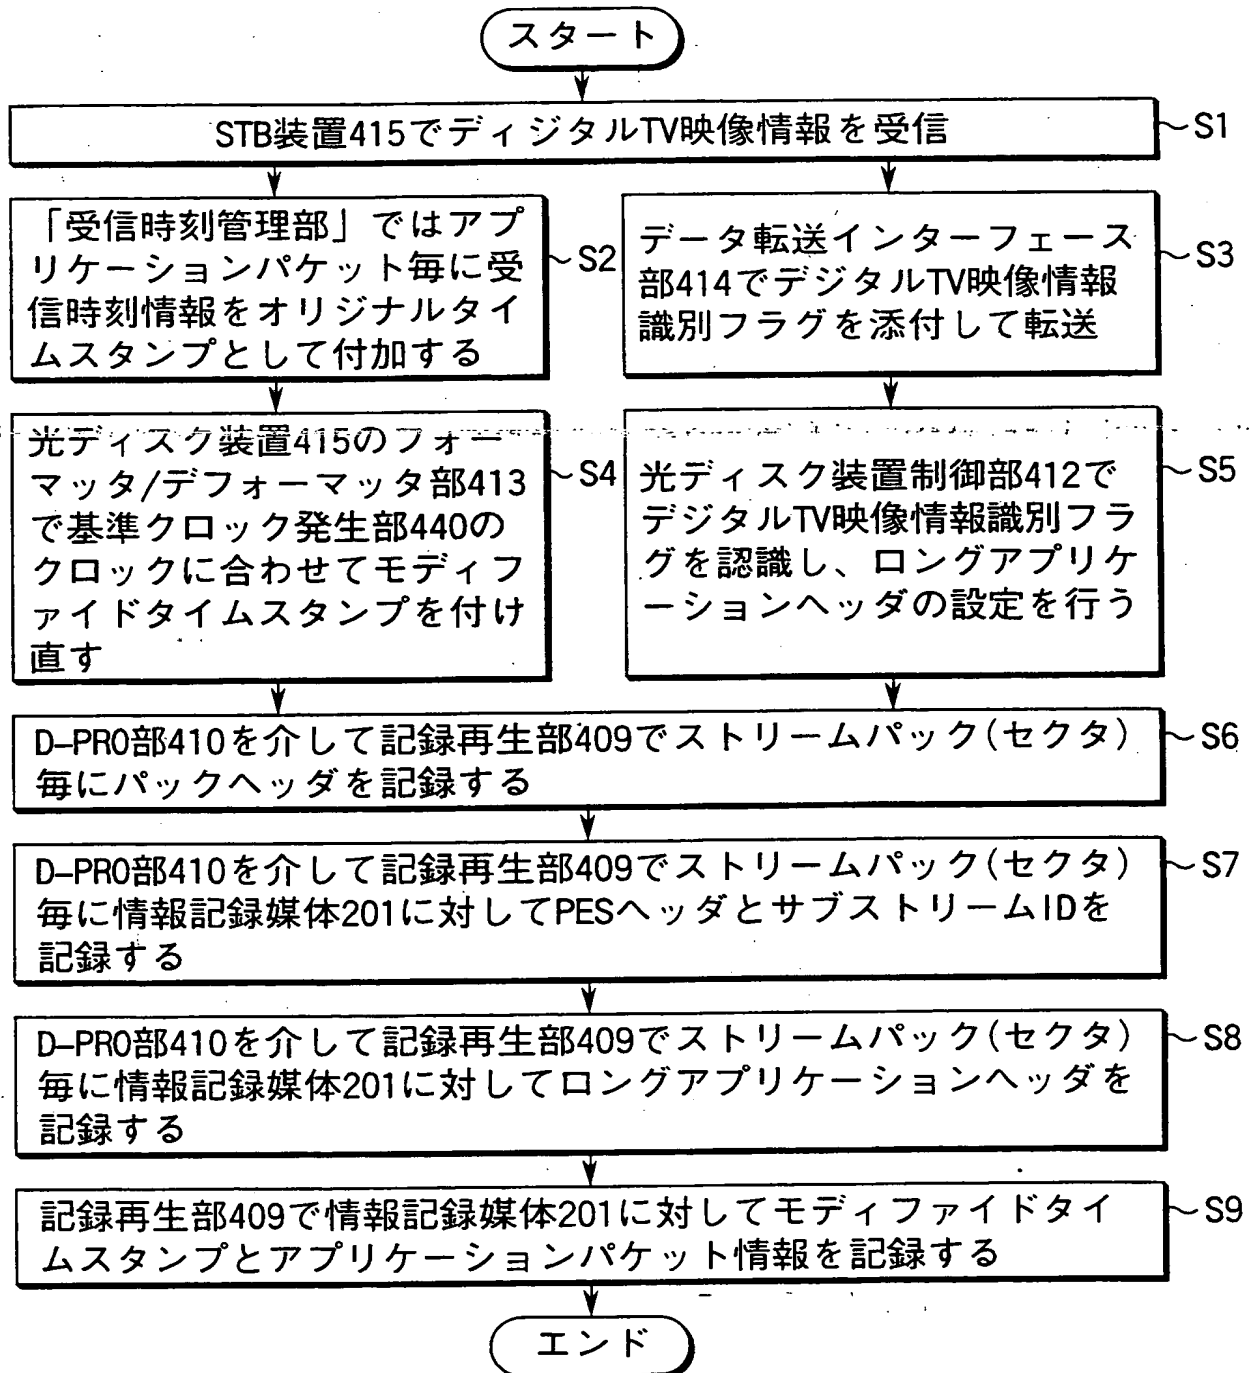 スタート
STB装置415でディジタルTV映像情報を受信
S1
「受信時刻管理部」ではアプ
リケーションパケット毎に受
信時刻情報をオリジナルタイ
ムスタンプとして付加する
S2
データ転送インターフェース
部414でデジタルTV映像情報
識別フラグを添付して転送
S3
光ディスク装置415のフォー
マッタ/デフォーマッタ部413
で基準クロック発生部440の
クロックに合わせてモディフ
ァイドタイムスタンプを付け
直す
S4
光ディスク装置制御部412で
デジタルTV映像情報識別フラ
グを認識し、ロングアプリケ
ーションヘッダの設定を行う
S5
D-PRO部410を介して記録再生部409でストリームパック(セクタ)
毎にパックヘッダを記録する
S6
D-PRO部410を介して記録再生部409でストリームパック(セクタ)
毎に情報記録媒体201に対してPESヘッダとサブストリームIDを
記録する
S7
D-PRO部410を介して記録再生部409でストリームパック(セクタ)
毎に情報記録媒体201に対してロングアプリケーションヘッダを
記録する
S8
記録再生部409で情報記録媒体201に対してモディファイドタイ
ムスタンプとアプリケーションパケット情報を記録する
S9
エンド